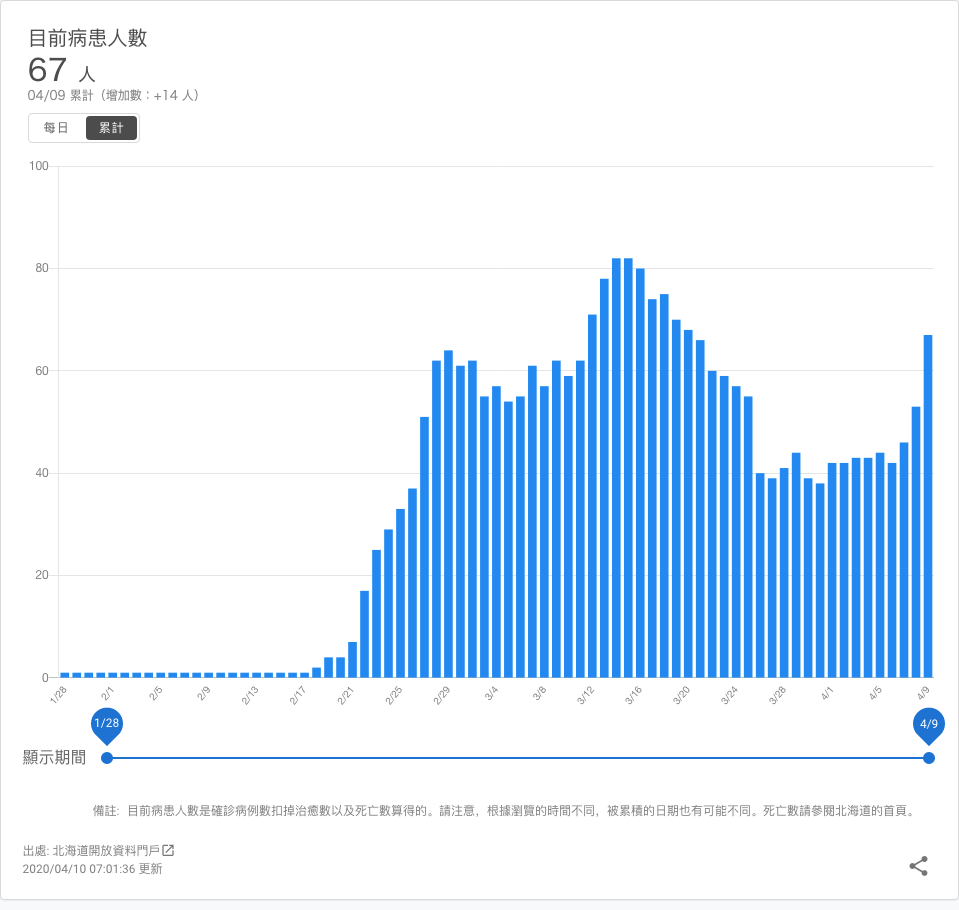 目前病患人數
67 人
04/09 累計（增加數：+14 人）
每日 累計
100
80
60
40
20
0
1/28 2/1 2/5 2/9 2/13 2/17 2/21 2/25 2/29 3/4 3/8 3/12 3/16 3/20 3/24 3/28 4/1 4/5 4/9
1/28 4/9
顯示期間
備註: 目前病患人數是確診病例數扣掉治癒數以及死亡數算得的。請注意，根據瀏覽的時間不同，被累積的日期也有可能不同。死亡數請參閱北海道的首頁。
出處: 北海道開放資料門戶
2020/04/10 07:01:36 更新